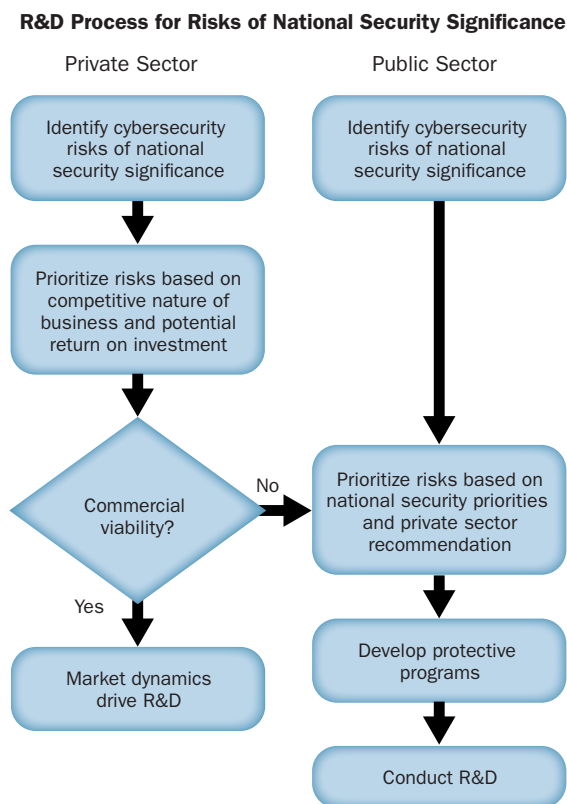 R&D Process for Risks of National Security Significance
Private Sector
Public Sector
Identify cybersecurity
risks of national
security significance
Identify cybersecurity
risks of national
security significance
Prioritize risks based on
competitive nature of
business and potential
return on investment
Commercial
viability?
No
Prioritize risks based on
national security priorities
and private sector
recommendation
Yes
Market dynamics
drive R&D
Develop protective
programs
Conduct R&D